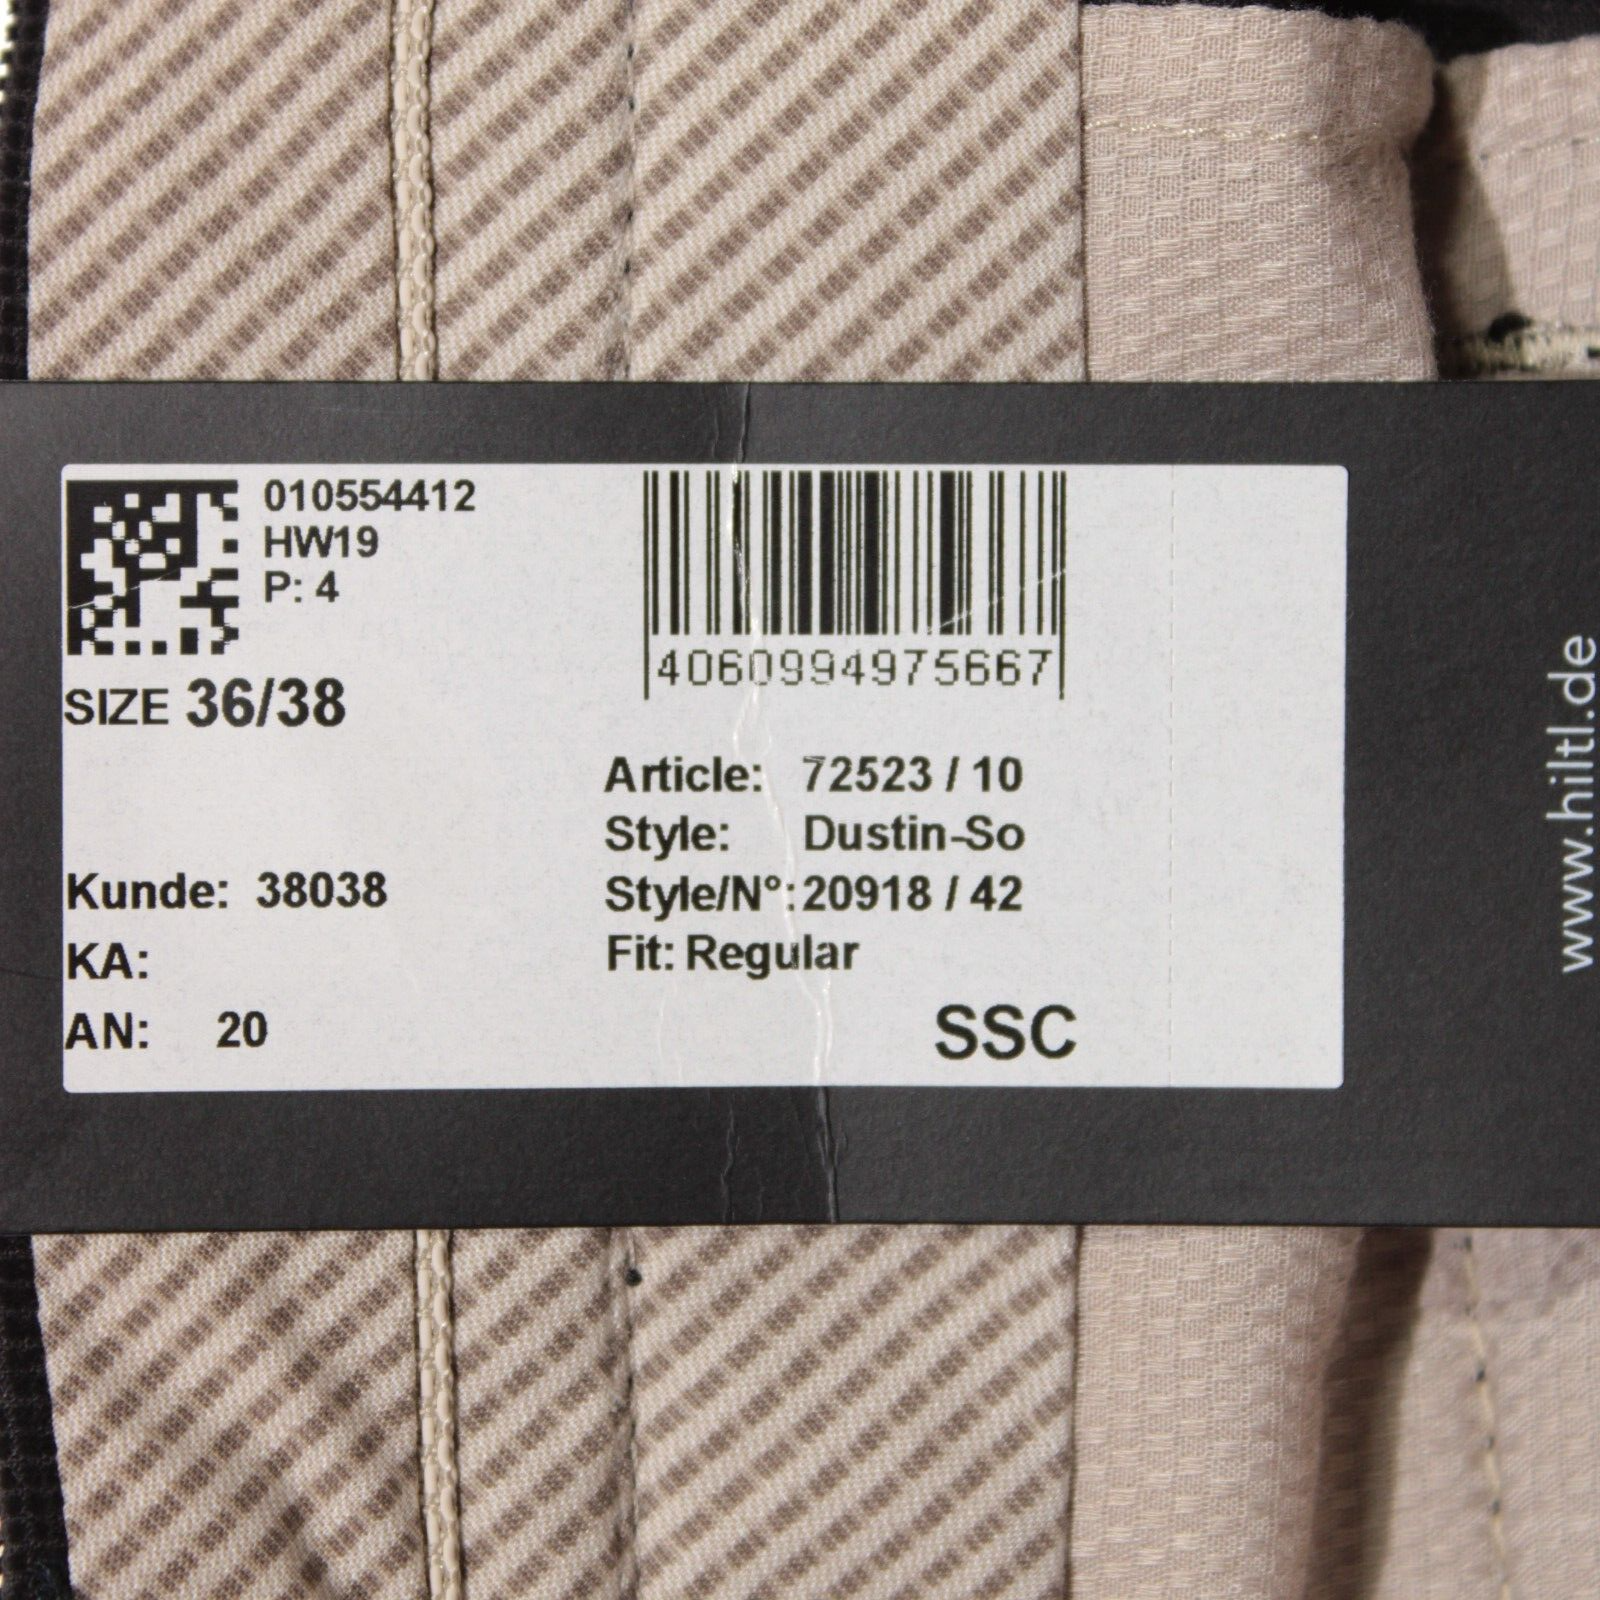 010554412
HW19
P: 4
SIZE 36/38
4060994975667
Article: 72523 / 10
Style: Dustin-So
Style/N°: 20918 / 42
Fit: Regular
Kunde: 38038
KA:
AN: 20
SSC
www.hiltl.de